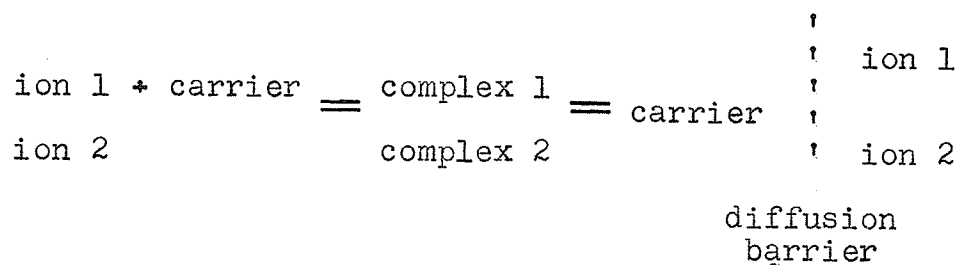 ion 1 + carrier = complex 1 = carrier ion 1
ion 2 complex 2 ion 2
diffusion
barrier